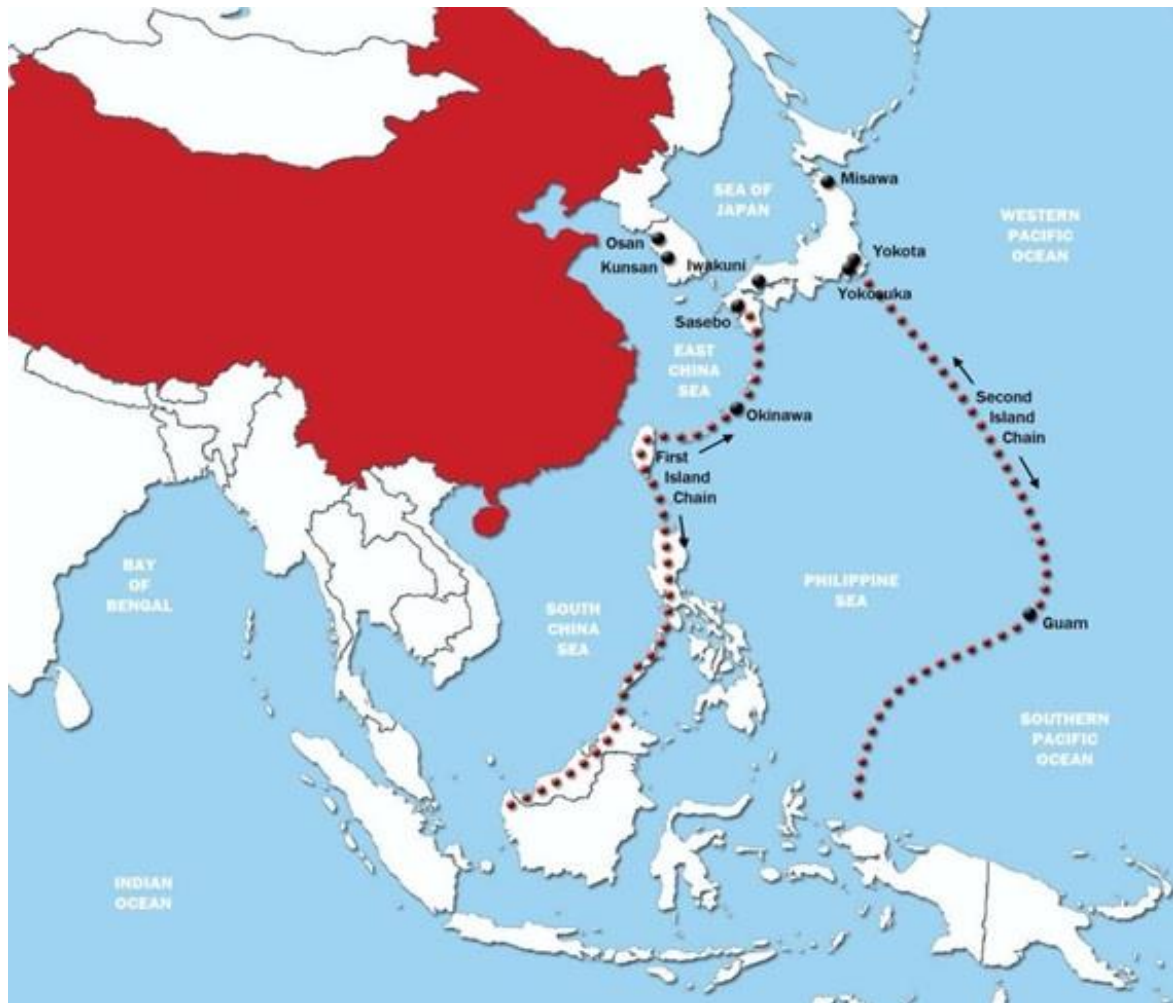 Misawa
SEA OF
JAPAN
WESTERN
PACIFIC
OCEAN
Osan
Kunsan
Iwakuni
Yokota
Yokosuka
Sasebo
EAST
CHINA
SEA
Okinawa
Second
Island
Chain
First
Island
Chain
BAY
OF
BENGAL
PHILIPPINE
SEA
SOUTH
CHINA
SEA
Guam
SOUTHERN
PACIFIC
OCEAN
INDIAN
OCEAN